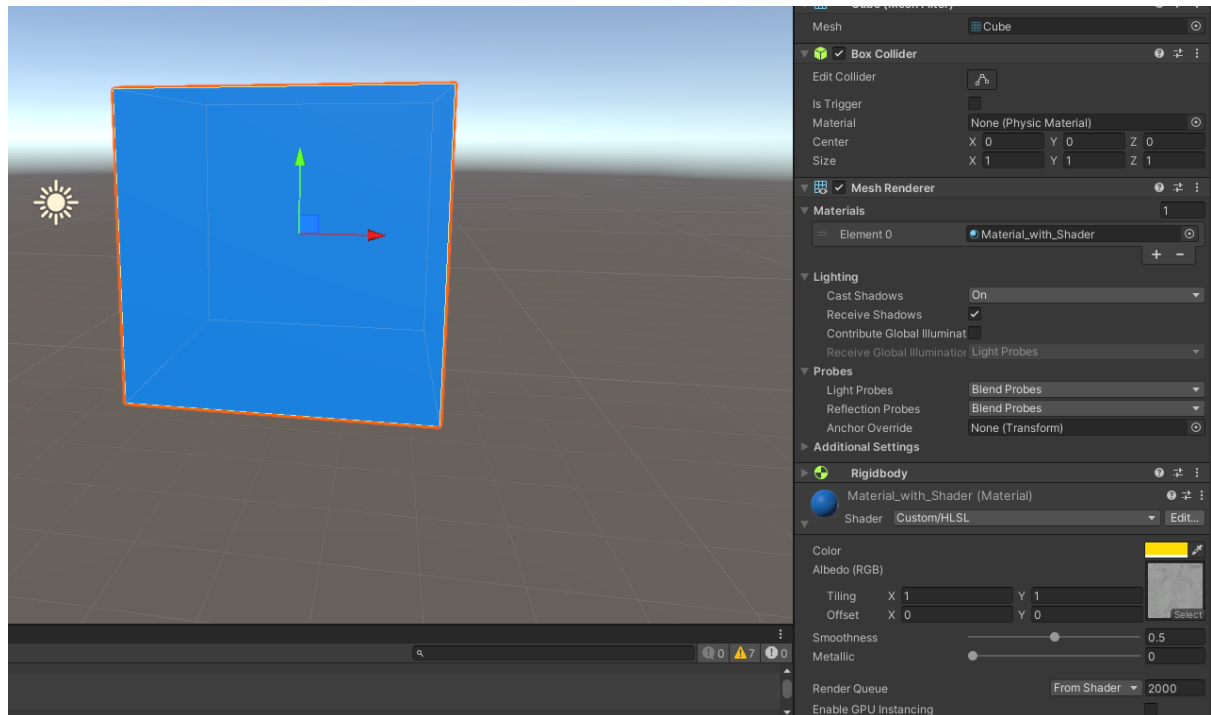 Cube (Mesh Filter)
Mesh Cube
Box Collider
Edit Collider
Is Trigger
Material None (Physic Material)
Center X 0 Y 0 Z 0
Size X 1 Y 1 Z 1
Mesh Renderer
Materials 1
Element 0 Material_with_Shader
+ −
Lighting
Cast Shadows On
Receive Shadows
Contribute Global Illuminat
Receive Global Illumination Light Probes
Probes
Light Probes Blend Probes
Reflection Probes Blend Probes
Anchor Override None (Transform)
Additional Settings
Rigidbody
Material_with_Shader (Material)
Shader Custom/HLSL Edit...
Color
Albedo (RGB)
Tiling X 1 Y 1
Offset X 0 Y 0 Select
Smoothness 0.5
Metallic 0
Render Queue From Shader 2000
Enable GPU Instancing
0 7 0